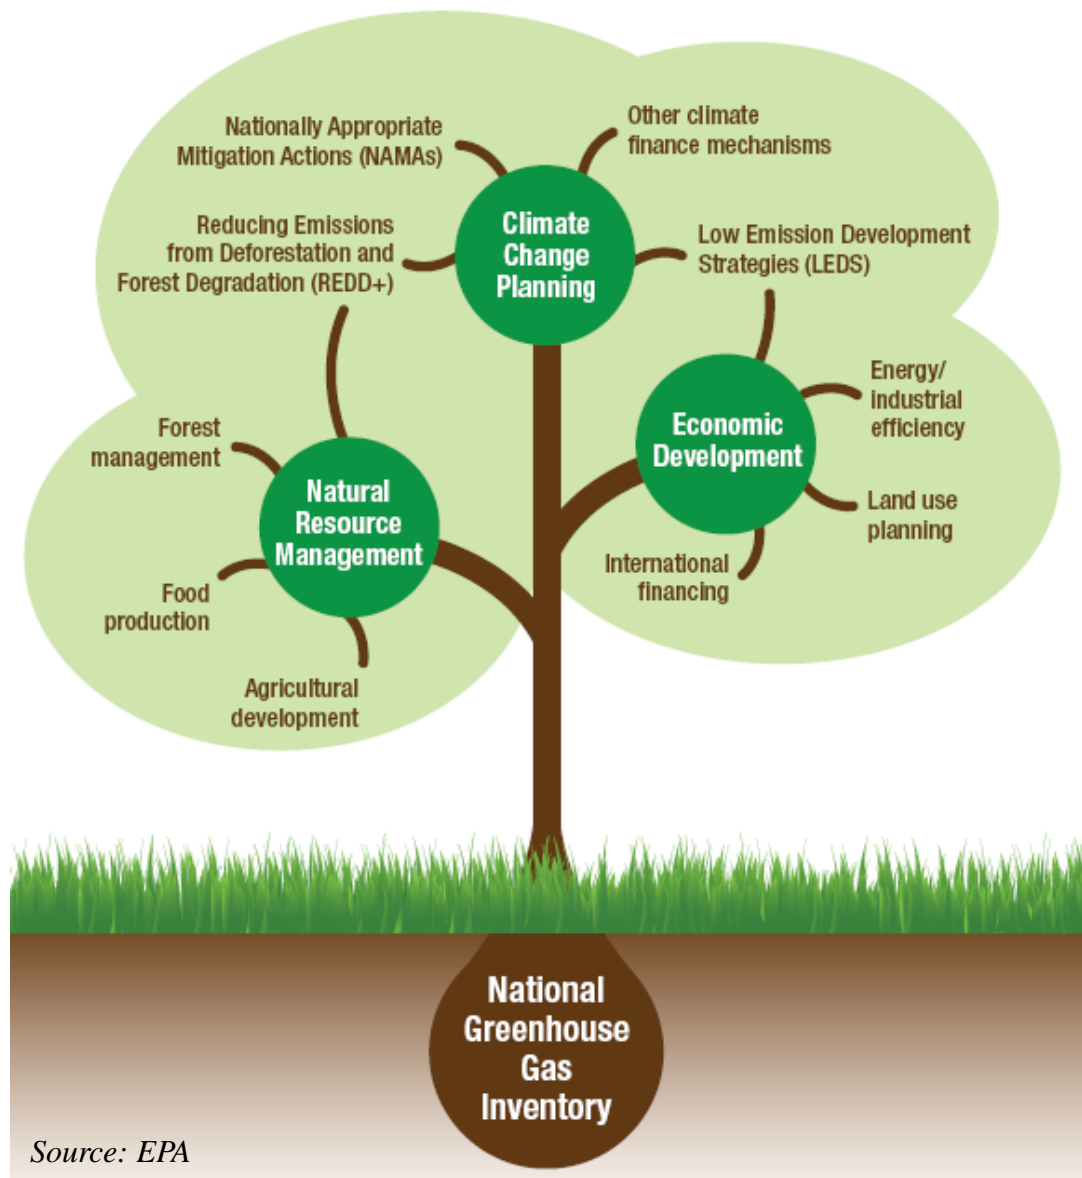 Nationally Appropriate
Mitigation Actions (NAMAs)
Other climate
finance mechanisms
Climate
Change
Planning
Reducing Emissions
from Deforestation and
Forest Degradation (REDD+)
Low Emission Development
Strategies (LEDS)
Economic
Development
Energy/
industrial
efficiency
Land use
planning
International
financing
Forest
management
Natural
Resource
Management
Food
production
Agricultural
development
National
Greenhouse
Gas
Inventory
Source: EPA